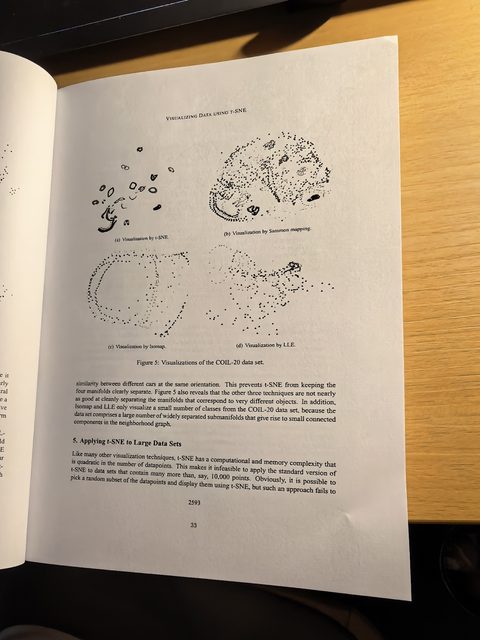 VISUALIZING DATA USING T-SNE
(a) Visualization by t-SNE.
(b) Visualization by Sammon mapping.
(c) Visualization by Isomap.
(d) Visualization by LLE.
Figure 5: Visualizations of the COIL-20 data set.
similarity between different cars at the same orientation. This prevents t-SNE from keeping the
four manifolds clearly separate. Figure 5 also reveals that the other three techniques are not nearly
as good at cleanly separating the manifolds that correspond to very different objects. In addition,
Isomap and LLE only visualize a small number of classes from the COIL-20 data set, because the
data set comprises a large number of widely separated submanifolds that give rise to small connected
components in the neighborhood graph.
5. Applying t-SNE to Large Data Sets
Like many other visualization techniques, t-SNE has a computational and memory complexity that
is quadratic in the number of datapoints. This makes it infeasible to apply the standard version of
t-SNE to data sets that contain many more than, say, 10,000 points. Obviously, it is possible to
pick a random subset of the datapoints and display them using t-SNE, but such an approach fails to
2593
33